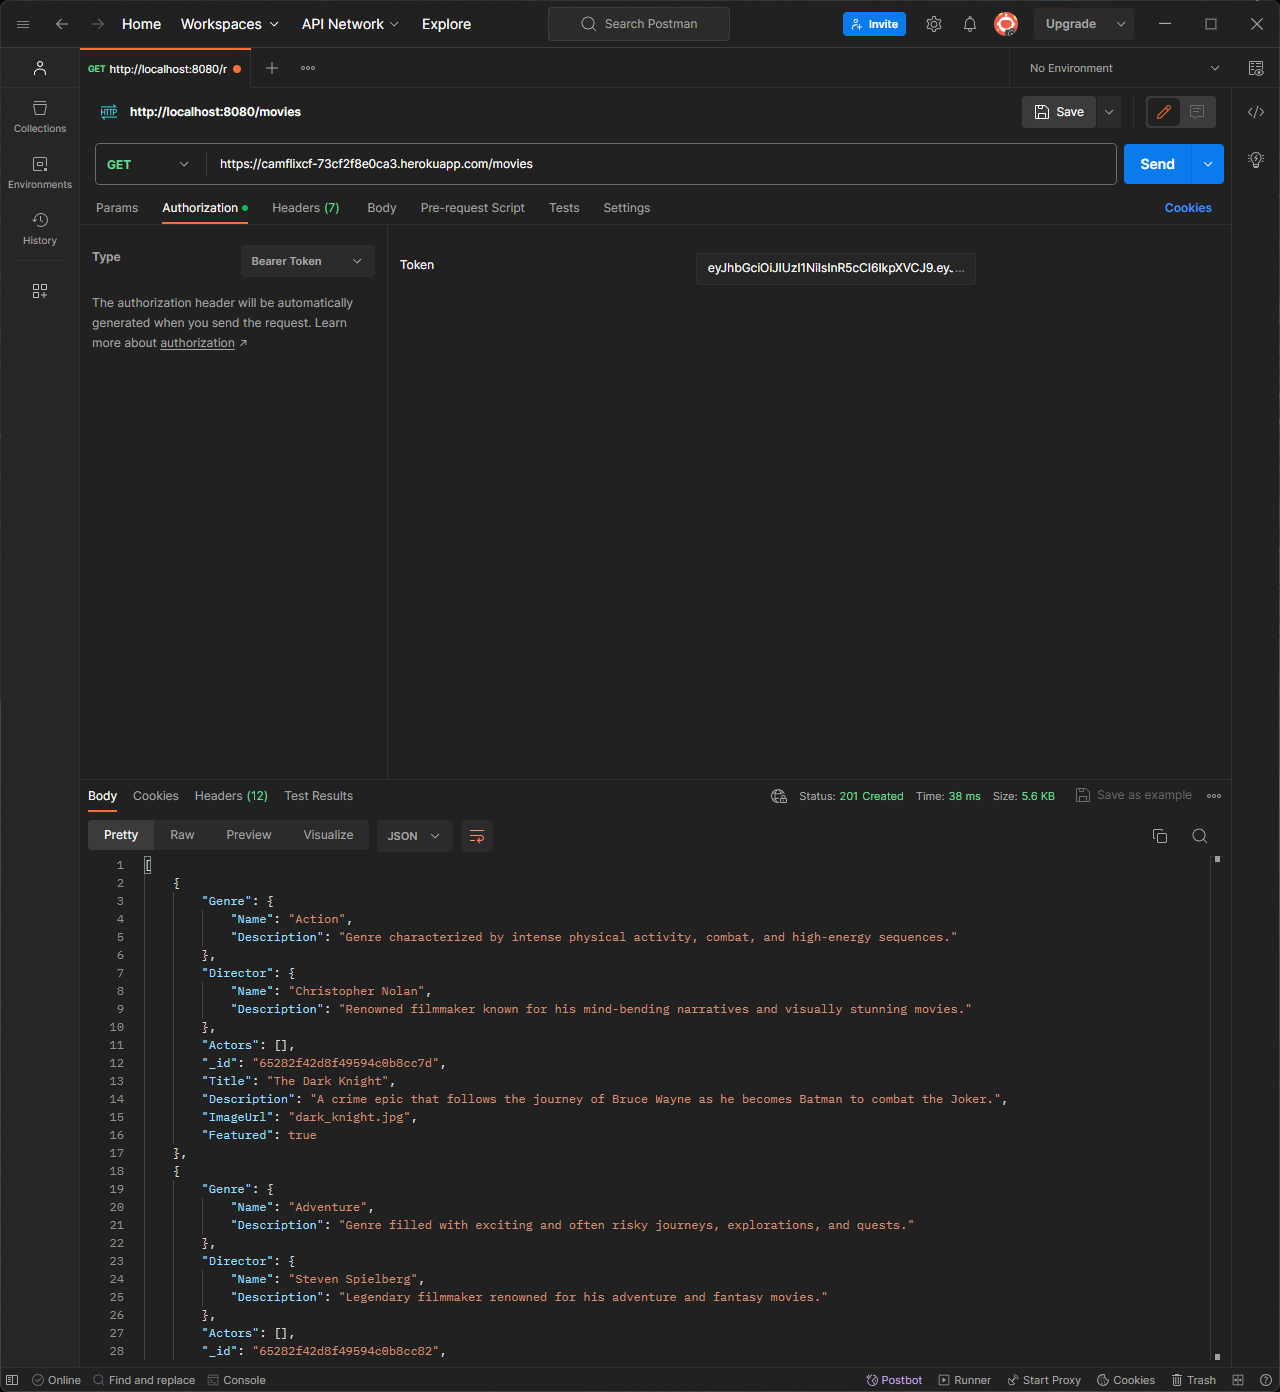 Home Workspaces API Network Explore Search Postman Invite Upgrade
GET http://localhost:8080/r No Environment
HTTP http://localhost:8080/movies Save
Collections
Environments
History
GET https://camflixcf-73cf2f8e0ca3.herokuapp.com/movies Send
Params Authorization Headers (7) Body Pre-request Script Tests Settings Cookies
Type Bearer Token
The authorization header will be automatically
generated when you send the request. Learn
more about authorization ↗
Token eyJhbGciOiJIUzI1NiIsInR5cCI6IkpXVCJ9.eyJ...
Body Cookies Headers (12) Test Results Status: 201 Created Time: 38 ms Size: 5.6 KB Save as example
Pretty Raw Preview Visualize JSON
1 [
2 {
3 "Genre": {
4 "Name": "Action",
5 "Description": "Genre characterized by intense physical activity, combat, and high-energy sequences."
6 },
7 "Director": {
8 "Name": "Christopher Nolan",
9 "Description": "Renowned filmmaker known for his mind-bending narratives and visually stunning movies."
10 },
11 "Actors": [],
12 "_id": "65282f42d8f49594c0b8cc7d",
13 "Title": "The Dark Knight",
14 "Description": "A crime epic that follows the journey of Bruce Wayne as he becomes Batman to combat the Joker.",
15 "ImageUrl": "dark_knight.jpg",
16 "Featured": true
17 },
18 {
19 "Genre": {
20 "Name": "Adventure",
21 "Description": "Genre filled with exciting and often risky journeys, explorations, and quests."
22 },
23 "Director": {
24 "Name": "Steven Spielberg",
25 "Description": "Legendary filmmaker renowned for his adventure and fantasy movies."
26 },
27 "Actors": [],
28 "_id": "65282f42d8f49594c0b8cc82",
Online Find and replace Console Postbot Runner Start Proxy Cookies Trash